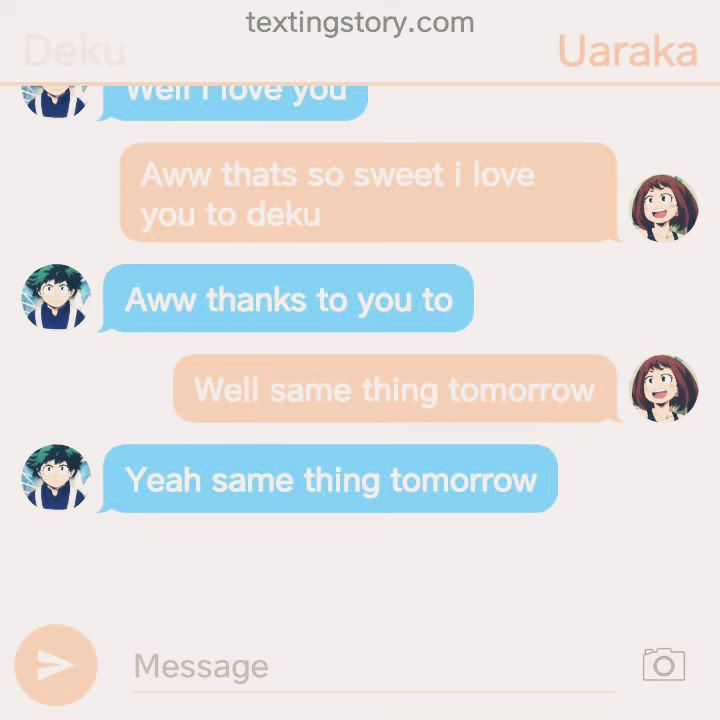 textingstory.com
Deku
Uaraka
Well I love you
Aww thats so sweet i love
you to deku
Aww thanks to you to
Well same thing tomorrow
Yeah same thing tomorrow
Message